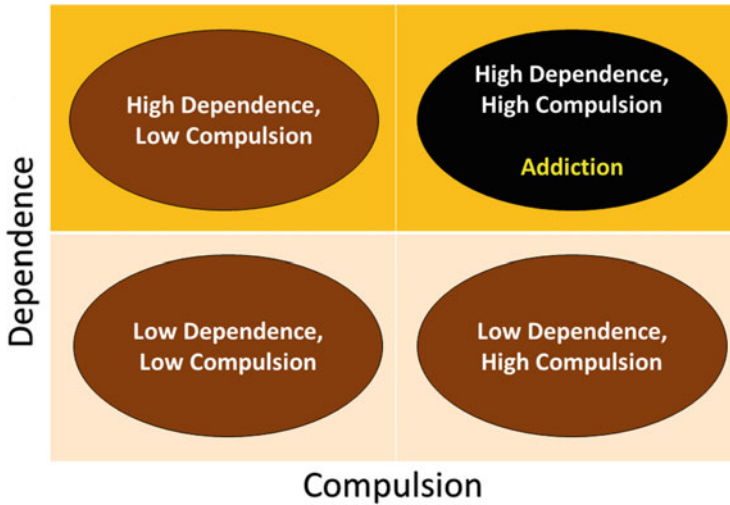 High Dependence,
Low Compulsion
High Dependence,
High Compulsion
Addiction
Low Dependence,
Low Compulsion
Low Dependence,
High Compulsion
Dependence
Compulsion